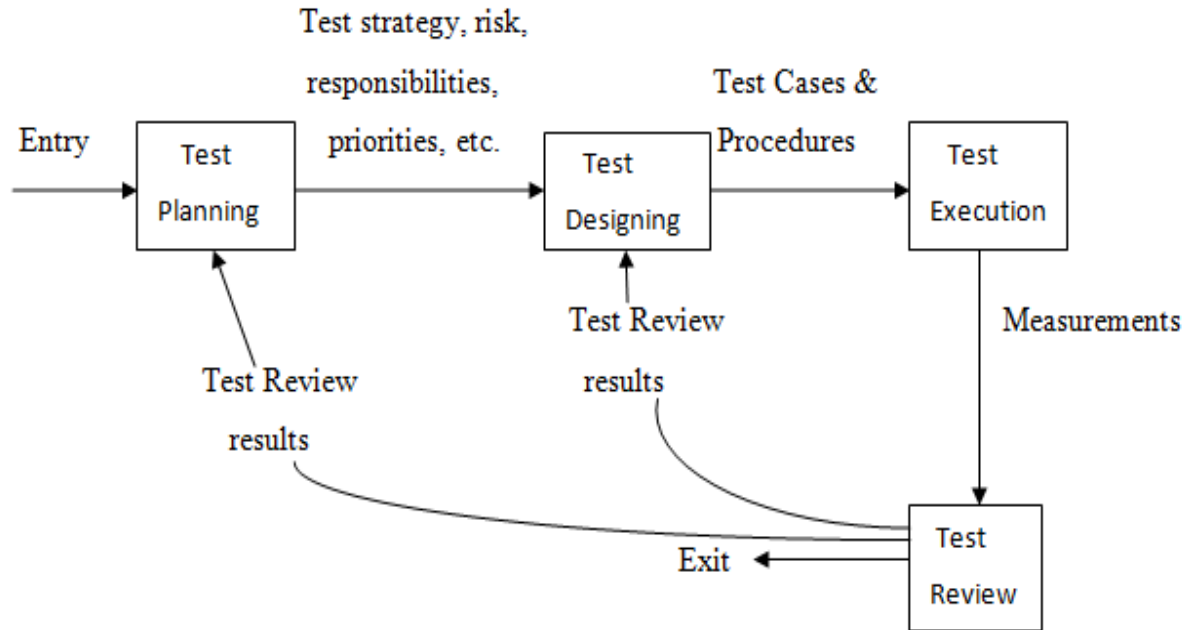 Entry
Test
Planning
Test strategy, risk,
responsibilities,
priorities, etc.
Test
Designing
Test Cases &
Procedures
Test
Execution
Measurements
Test Review
results
Test Review
results
Exit
Test
Review